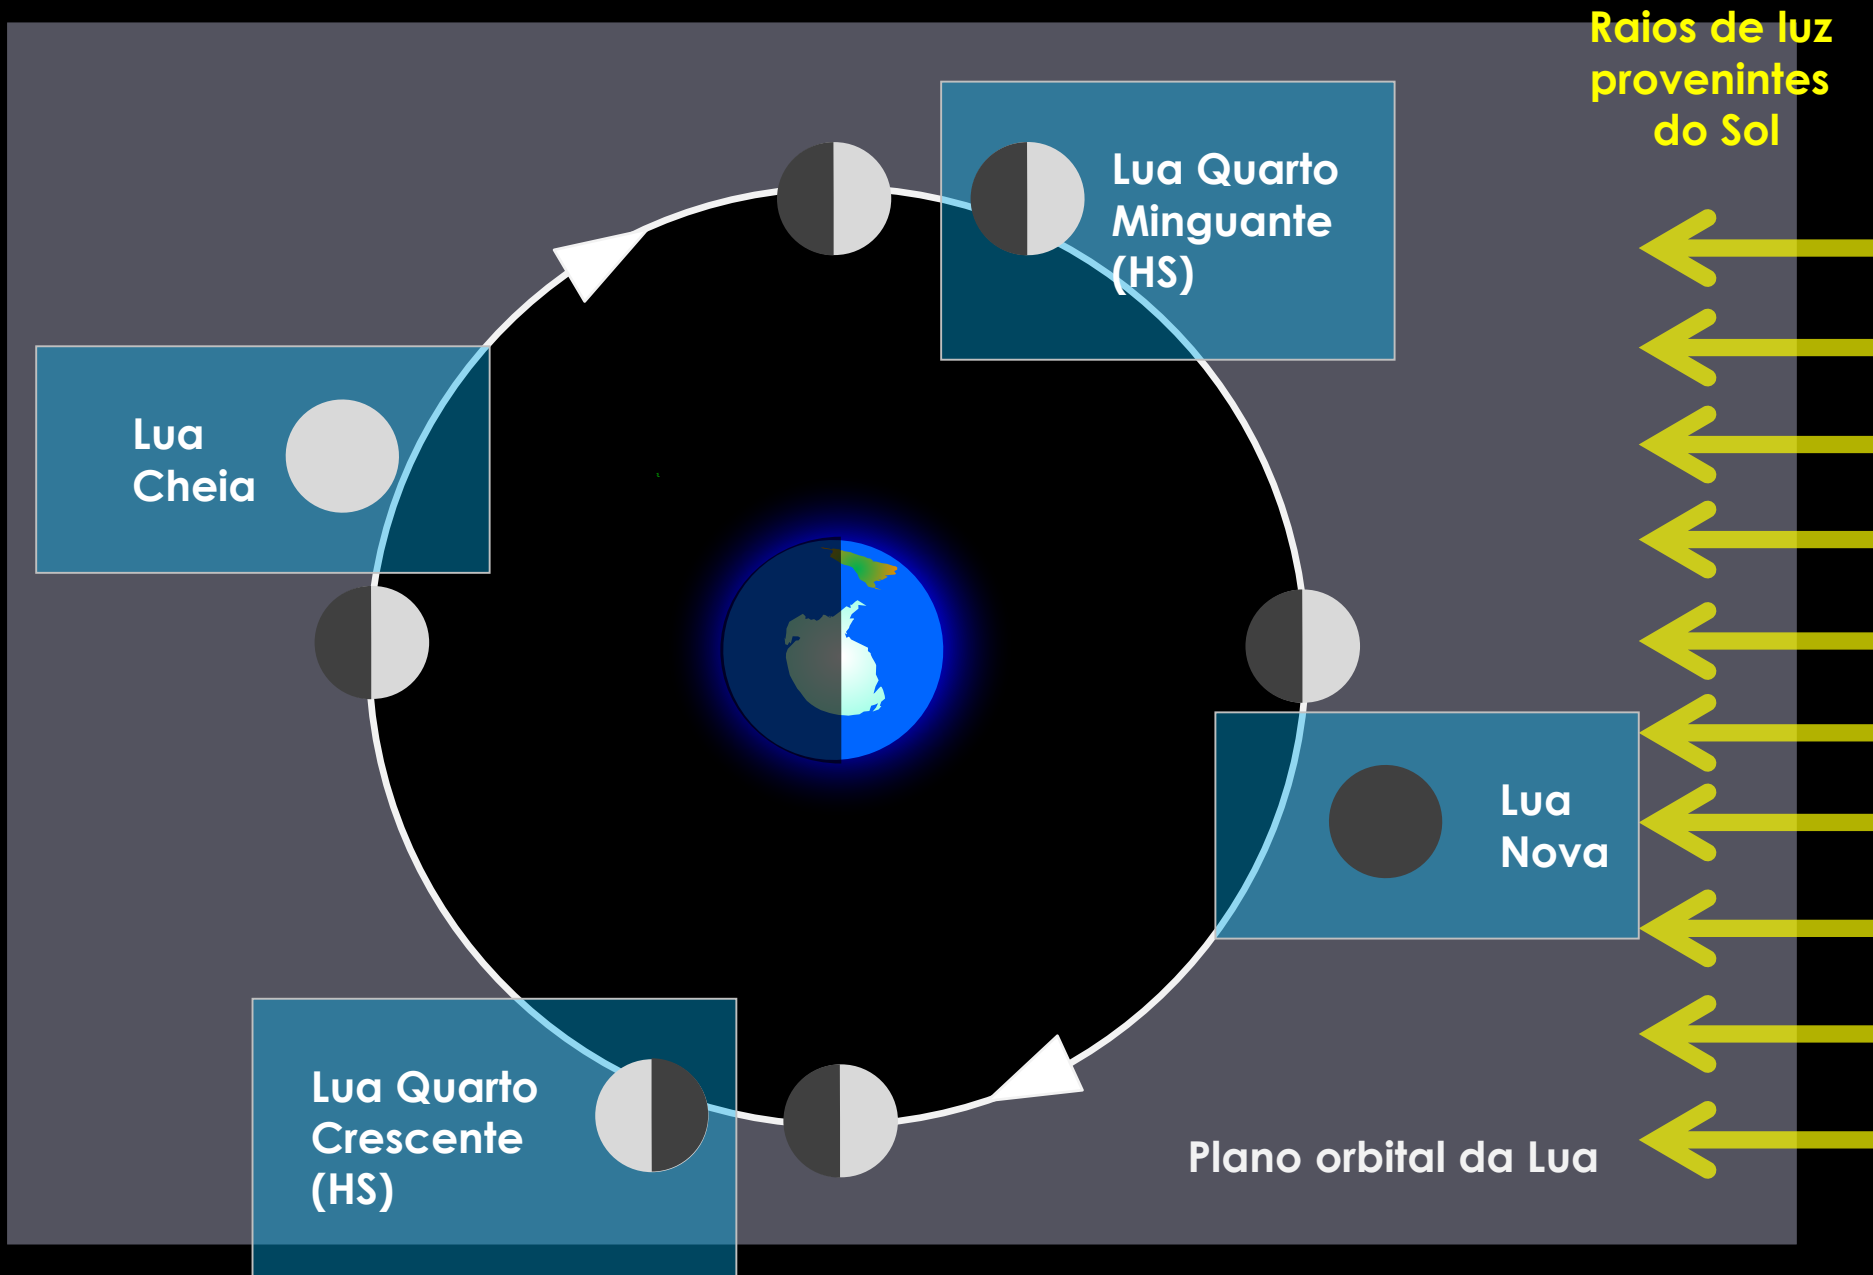 Raios de luz
provenintes
do Sol
Lua Quarto
Minguante
(HS)
Lua
Cheia
Lua
Nova
Lua Quarto
Crescente
(HS)
Plano orbital da Lua